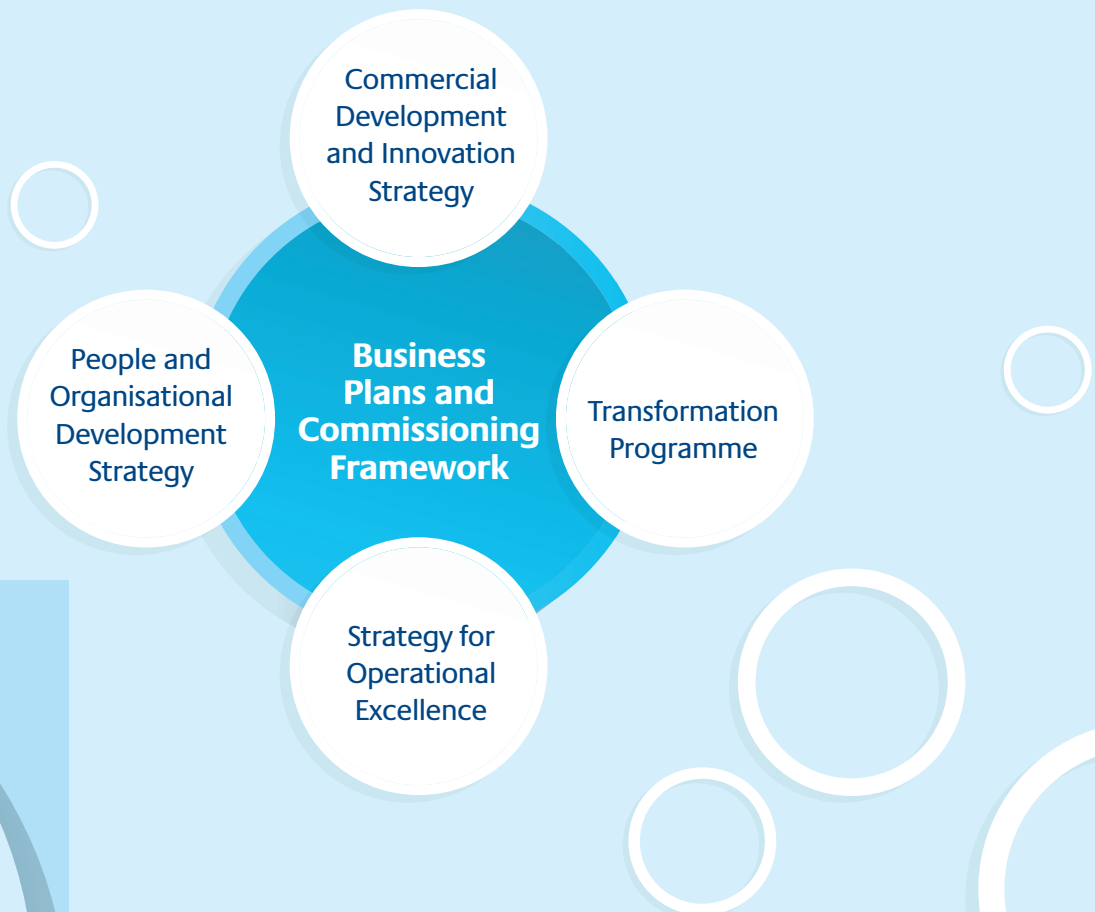 Commercial
Development
and Innovation
Strategy
People and
Organisational
Development
Strategy
Business
Plans and
Commissioning
Framework
Transformation
Programme
Strategy for
Operational
Excellence